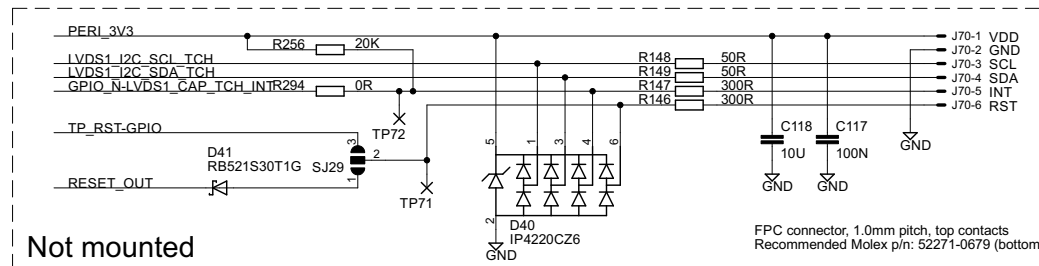 PERI_3V3
R256 20K
LVDS1_I2C_SCL_TCH
LVDS1_I2C_SDA_TCH
GPIO_N-LVDS1_CAP_TCH_INT R294 0R
R148 50R
R149 50R
R147 300R
R146 300R
J70-1 VDD
J70-2 GND
J70-3 SCL
J70-4 SDA
J70-5 INT
J70-6 RST
TP72
TP_RST-GPIO
3
2
1
SJ29
D41
RB521S30T1G
RESET_OUT
TP71
5
1
3
4
6
2
D40
IP4220CZ6
GND
C118
10U
GND
C117
100N
GND
GND
Not mounted
FPC connector, 1.0mm pitch, top contacts
Recommended Molex p/n: 52271-0679 (bottom